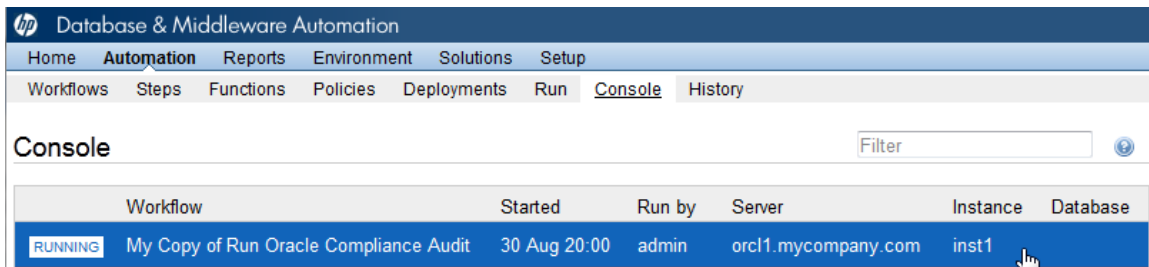 hp Database & Middleware Automation
Home Automation Reports Environment Solutions Setup
Workflows Steps Functions Policies Deployments Run Console History
Console Filter ?
Workflow Started Run by Server Instance Database
RUNNING My Copy of Run Oracle Compliance Audit 30 Aug 20:00 admin orcl1.mycompany.com inst1